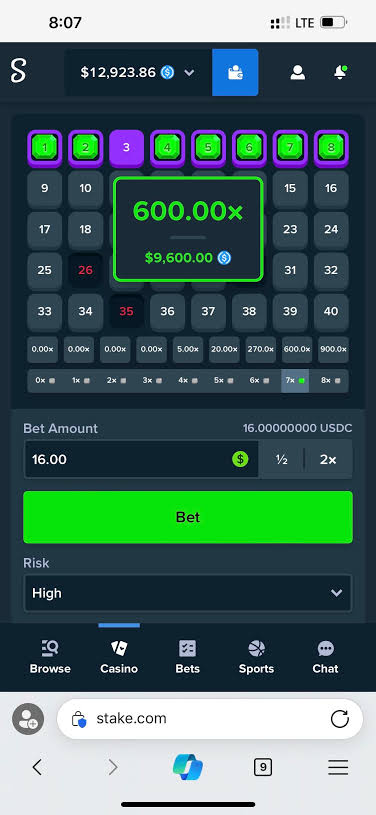 8:07 LTE
S $12,923.86
1 2 3 4 5 6 7 8
9 10 15 16
600.00x
17 18 23 24
$9,600.00
25 26 31 32
33 34 35 36 37 38 39 40
0.00x 0.00x 0.00x 0.00x 5.00x 20.00x 270.0x 600.0x 900.0x
0x 1x 2x 3x 4x 5x 6x 7x 8x
Bet Amount 16.00000000 USDC
16.00 $ ½ 2x
Bet
Risk
High
Browse Casino Bets Sports Chat
stake.com
9